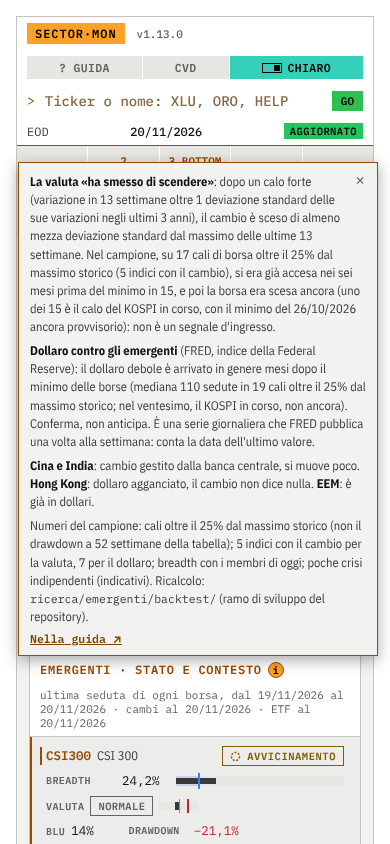 SECTOR·MON v1.13.0
? GUIDA CVD CHIARO
> Ticker o nome: XLU, ORO, HELP GO
EOD 20/11/2026 AGGIORNATO
La valuta «ha smesso di scendere»: dopo un calo forte ×
(variazione in 13 settimane oltre 1 deviazione standard delle
sue variazioni negli ultimi 3 anni), il cambio è sceso di almeno
mezza deviazione standard dal massimo delle ultime 13
settimane. Nel campione, su 17 cali di borsa oltre il 25% dal
massimo storico (5 indici con il cambio), si era già accesa nei sei
mesi prima del minimo in 15, e poi la borsa era scesa ancora (uno
dei 15 è il calo del KOSPI in corso, con il minimo del 26/10/2026
ancora provvisorio): non è un segnale d'ingresso.
Dollaro contro gli emergenti (FRED, indice della Federal
Reserve): il dollaro debole è arrivato in genere mesi dopo il
minimo delle borse (mediana 110 sedute in 19 cali oltre il 25% dal
massimo storico; nel ventesimo, il KOSPI in corso, non ancora).
Conferma, non anticipa. È una serie giornaliera che FRED pubblica
una volta alla settimana: conta la data dell'ultimo valore.
Cina e India: cambio gestito dalla banca centrale, si muove poco.
Hong Kong: dollaro agganciato, il cambio non dice nulla. EEM: è
già in dollari.
Numeri del campione: cali oltre il 25% dal massimo storico (non il
drawdown a 52 settimane della tabella); 5 indici con il cambio per
la valuta, 7 per il dollaro; breadth con i membri di oggi; poche crisi
indipendenti (indicativi). Ricalcolo:
ricerca/emergenti/backtest/ (ramo di sviluppo del
repository).
Nella guida ↗
EMERGENTI · STATO E CONTESTO i
ultima seduta di ogni borsa, dal 19/11/2026 al
20/11/2026 · cambi al 20/11/2026 · ETF al
20/11/2026
CSI300 CSI 300 AVVICINAMENTO
BREADTH 24,2%
VALUTA NORMALE
BLU 14% DRAWDOWN −21,1%